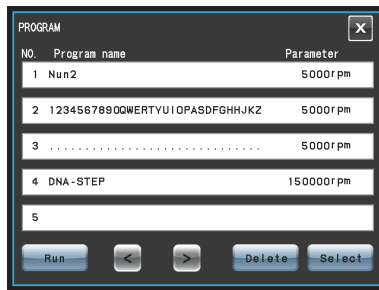 PROGRAM X
NO. Program name Parameter
1 Nun2 5000rpm
2 1234567890QWERTYUIOPASDFGHHJKZ 5000rpm
3 .............................. 5000rpm
4 DNA-STEP 150000rpm
5
Run < > Delete Select